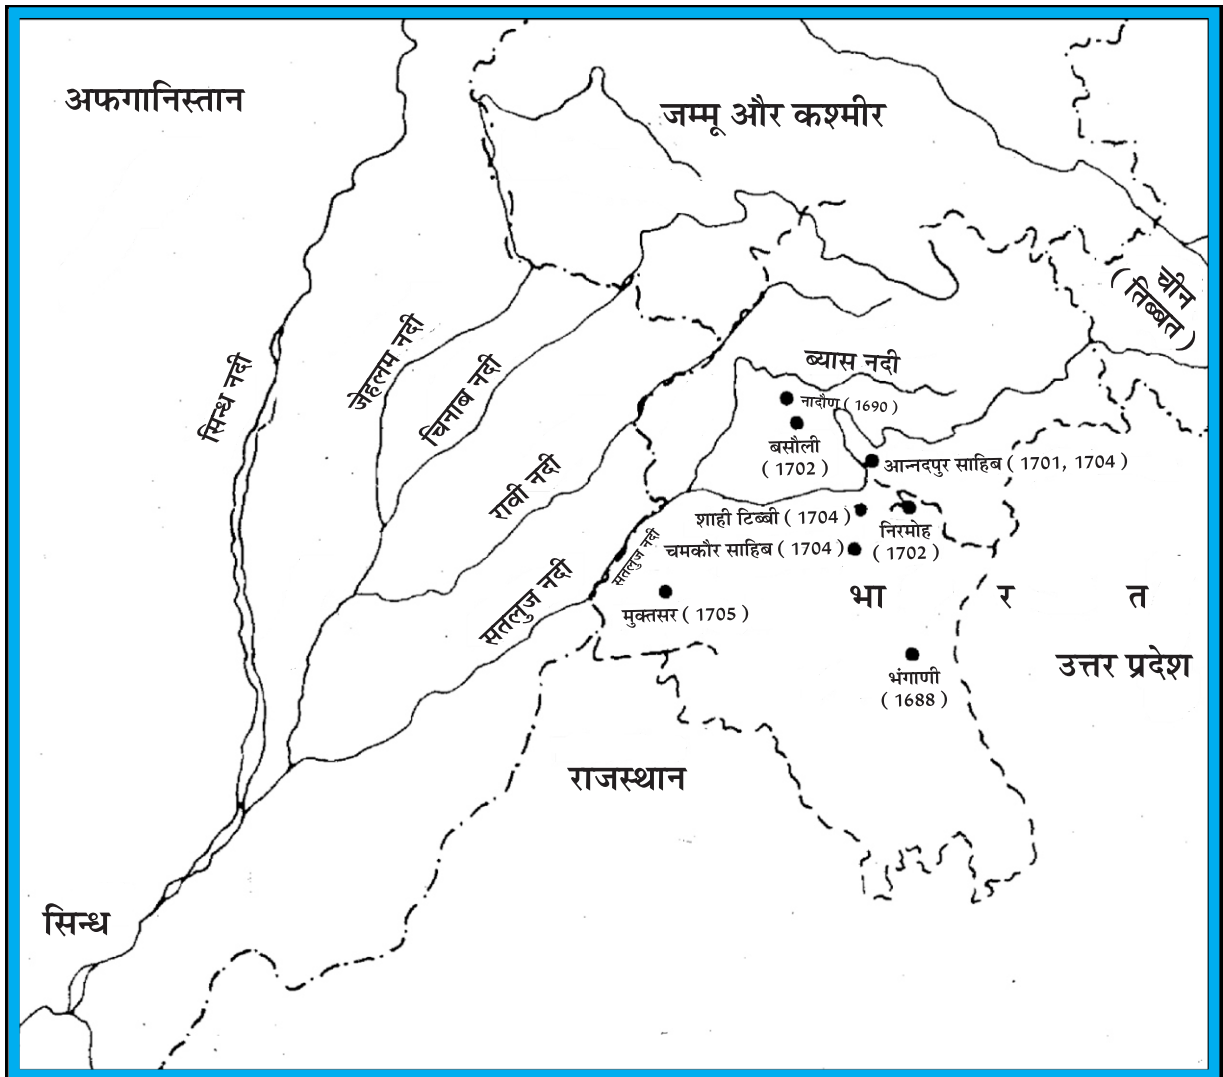 अफगानिस्तान
जम्मू और कश्मीर
चीन
( तिब्बत )
सिन्ध नदी
जेहलम नदी
चिनाब नदी
ब्यास नदी
नादौण ( 1690 )
बसौली
( 1702 )
आन्नदपुर साहिब ( 1701, 1704 )
रावी नदी
शाही टिब्बी ( 1704 )
निरमोह
( 1702 )
चमकौर साहिब ( 1704 )
सतलुज नदी
सतलुज नदी
मुक्तसर ( 1705 )
भा र त
उत्तर प्रदेश
भंगाणी
( 1688 )
राजस्थान
सिन्ध